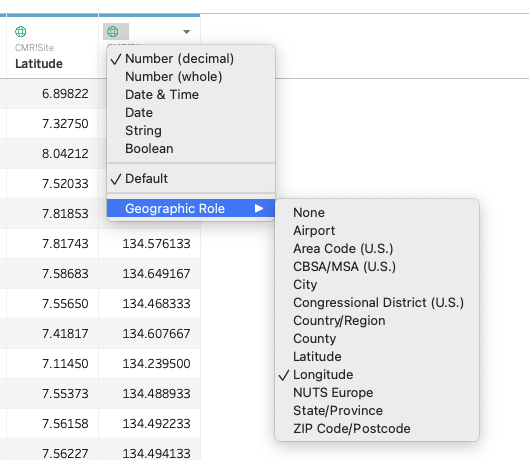 CMR!Site
Latitude
6.89822
7.32750
8.04212
7.52033
7.81853
7.81743 134.576133
7.58683 134.649167
7.55650 134.468333
7.41817 134.607667
7.11450 134.239500
7.55373 134.488933
7.56158 134.492233
7.56227 134.494133
Number (decimal)
Number (whole)
Date & Time
Date
String
Boolean
Default
Geographic Role
None
Airport
Area Code (U.S.)
CBSA/MSA (U.S.)
City
Congressional District (U.S.)
Country/Region
County
Latitude
Longitude
NUTS Europe
State/Province
ZIP Code/Postcode